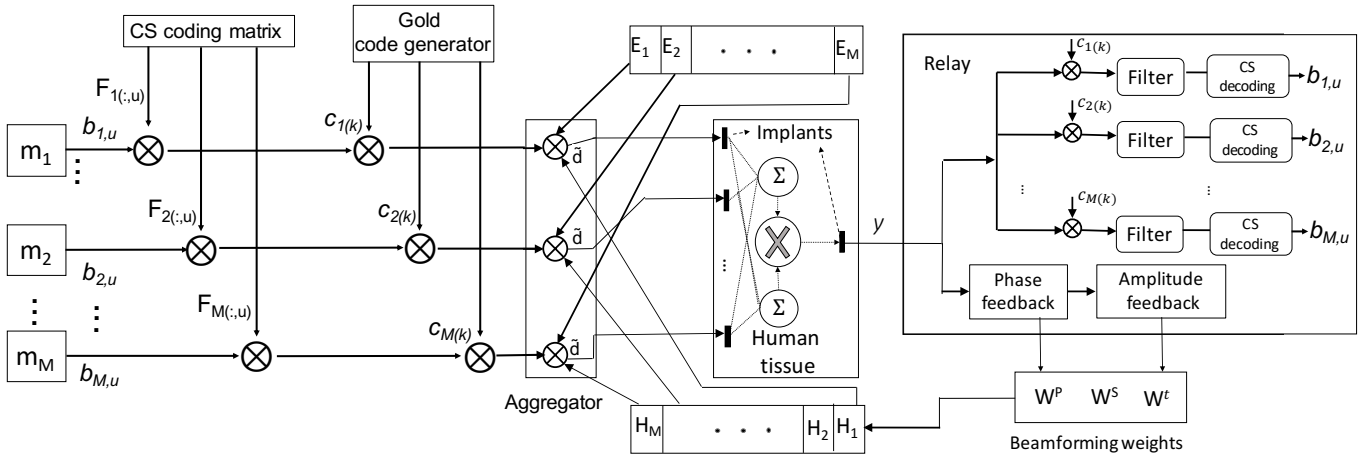 CS coding matrix
Gold
code generator
E1 E2 . . . EM
Relay
c1(k)
Filter
CS
decoding
b1,u
F1(:,u)
b1,u
m1
c1(k)
d̃
Implants
Σ
c2(k)
Filter
CS
decoding
b2,u
F2(:,u)
m2
b2,u
c2(k)
d̃
y
cM(k)
Filter
CS
decoding
bM,u
FM(:,u)
mM
bM,u
cM(k)
d̃
Σ
Human
tissue
Phase
feedback
Amplitude
feedback
Aggregator
HM . . . H2 H1
WP WS Wt
Beamforming weights